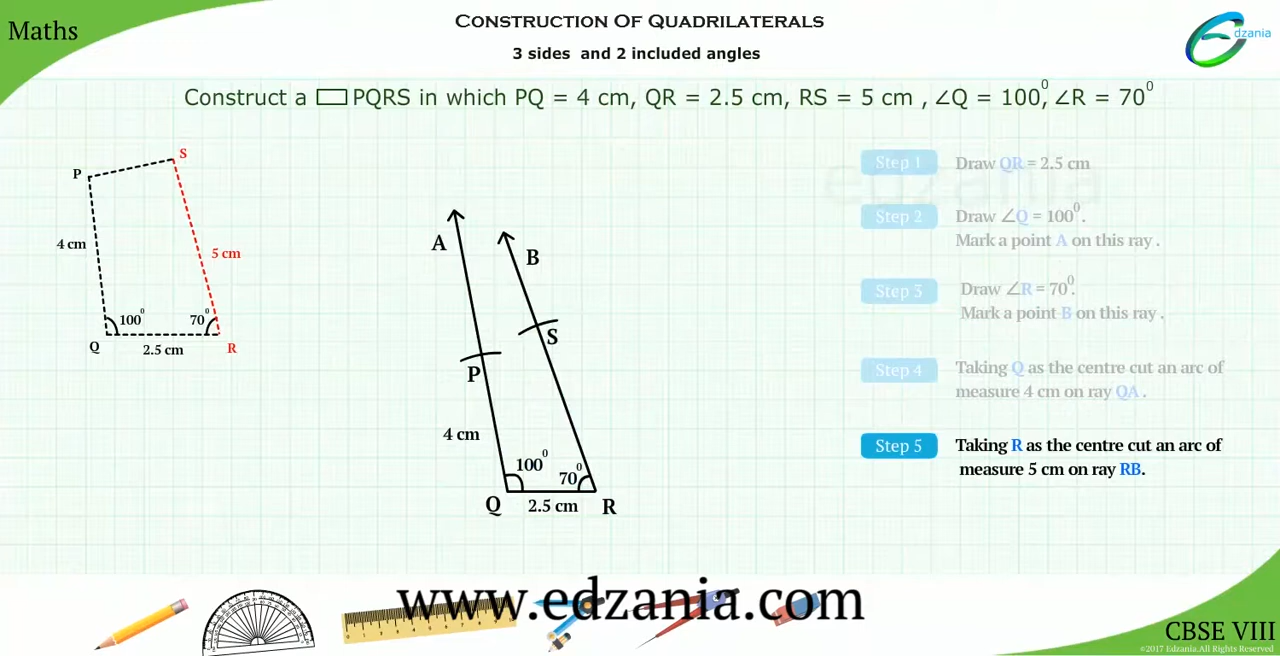 Maths
CONSTRUCTION OF QUADRILATERALS
3 sides and 2 included angles
Edzania
Construct a ▭PQRS in which PQ = 4 cm, QR = 2.5 cm, RS = 5 cm , ∠Q = 100⁰, ∠R = 70⁰
P
S
4 cm
5 cm
100⁰
70⁰
Q
2.5 cm
R
A
B
S
P
4 cm
100⁰
70⁰
Q
2.5 cm
R
edzania
Step 1 Draw QR = 2.5 cm
Step 2 Draw ∠Q = 100⁰.
Mark a point A on this ray .
Step 3 Draw ∠R = 70⁰.
Mark a point B on this ray .
Step 4 Taking Q as the centre cut an arc of
measure 4 cm on ray QA .
Step 5 Taking R as the centre cut an arc of
measure 5 cm on ray RB.
www.edzania.com
CBSE VIII
©2017 Edzania.All Rights Reserved